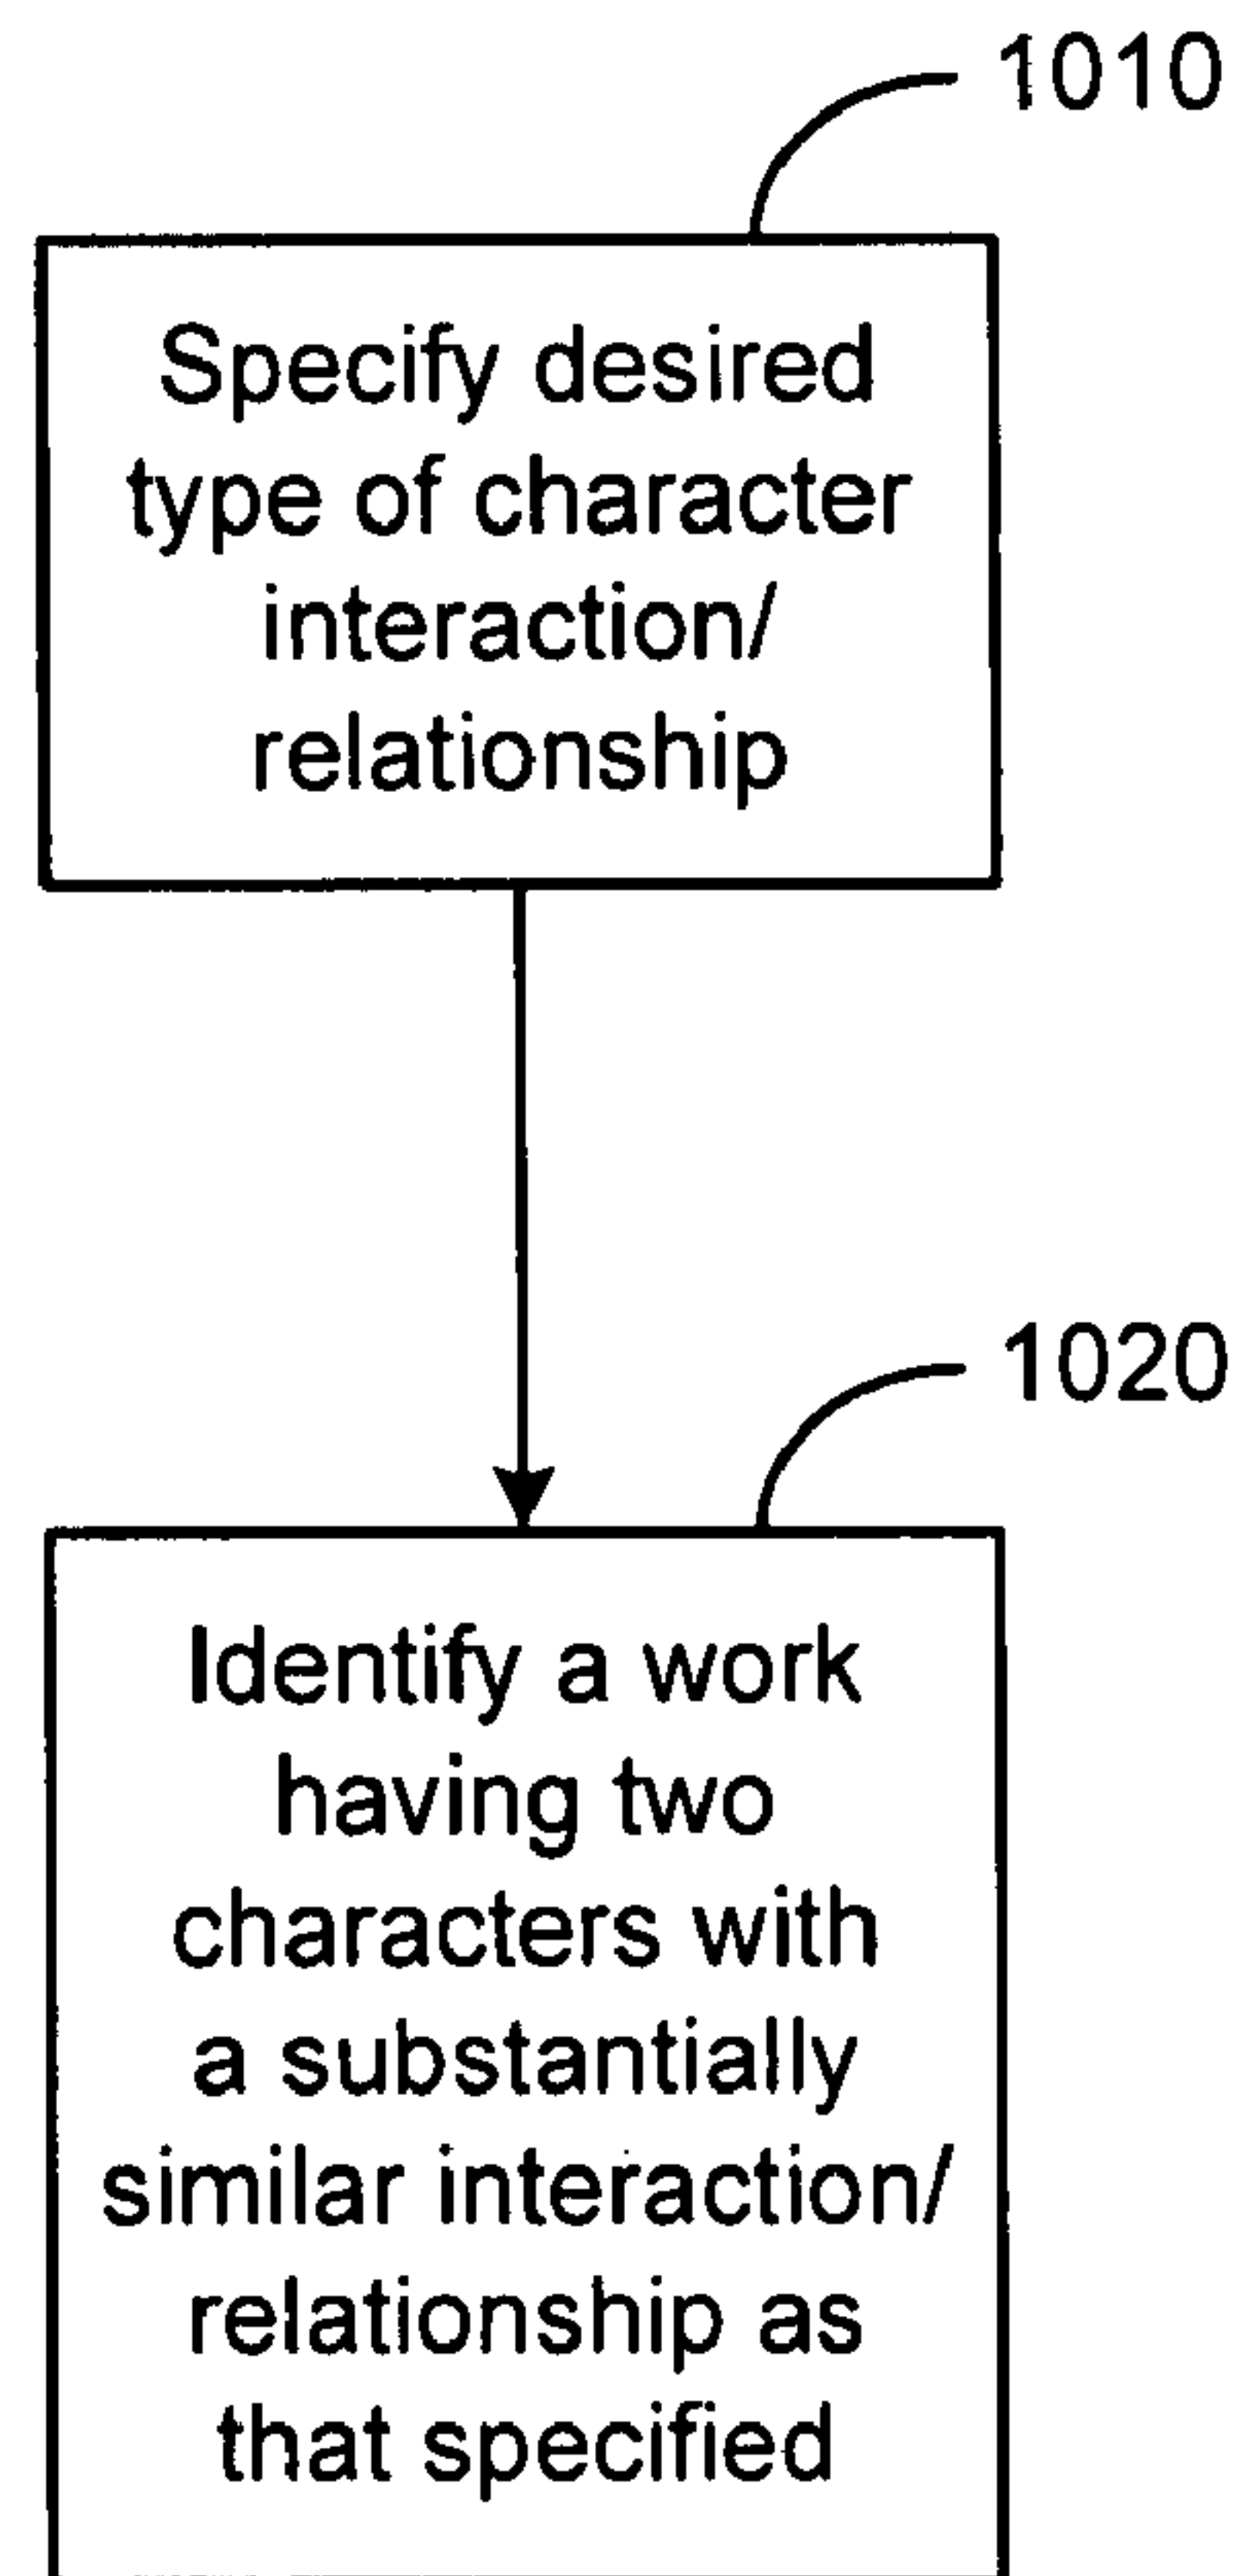 1010
Specify desired
type of character
interaction/
relationship
1020
Identify a work
having two
characters with
a substantially
similar interaction/
relationship as
that specified